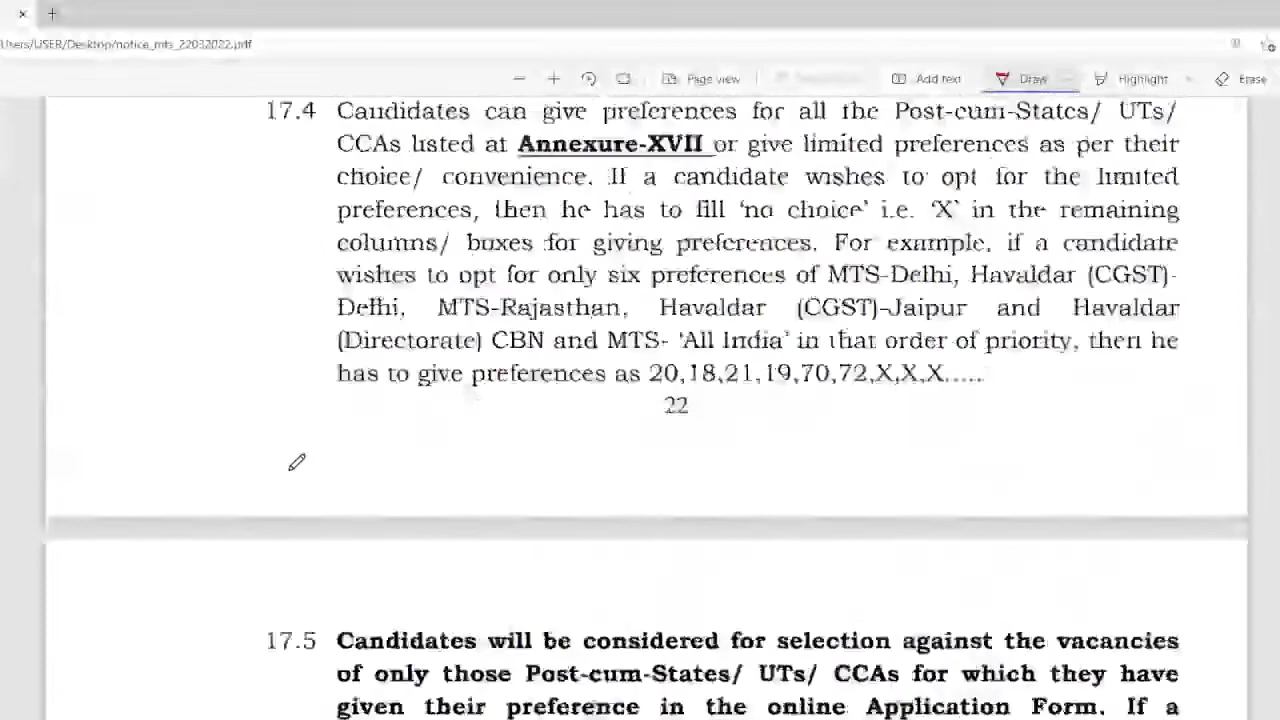 Users/USER/Desktop/notice_mts_22032022.pdf
Page view
Add text
Draw
Highlight
Erase
17.4 Candidates can give preferences for all the Post-cum-States/ UTs/
CCAs listed at Annexure-XVII or give limited preferences as per their
choice/ convenience. If a candidate wishes to opt for the limited
preferences, then he has to fill ‘no choice’ i.e. ‘X’ in the remaining
columns/ boxes for giving preferences. For example, if a candidate
wishes to opt for only six preferences of MTS-Delhi, Havaldar (CGST)-
Delhi, MTS-Rajasthan, Havaldar (CGST)-Jaipur and Havaldar
(Directorate) CBN and MTS- ‘All India’ in that order of priority, then he
has to give preferences as 20,18,21,19,70,72,X,X,X.....
22
17.5 Candidates will be considered for selection against the vacancies
of only those Post-cum-States/ UTs/ CCAs for which they have
given their preference in the online Application Form. If a